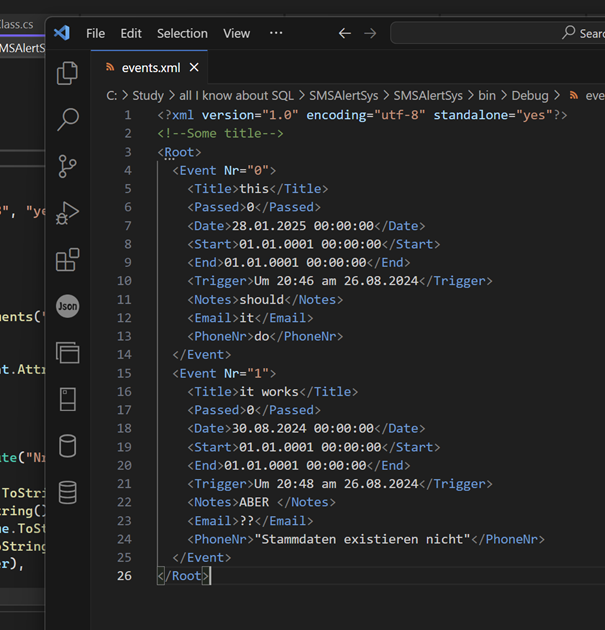 lass.cs
MSAlertS
File Edit Selection View ···
Searc
events.xml
C: > Study > all I know about SQL > SMSAlertSys > SMSAlertSys > bin > Debug > eve
1 <?xml version="1.0" encoding="utf-8" standalone="yes"?>
2 <!--Some title-->
3 <Root>
4 <Event Nr="0">
5 <Title>this</Title>
6 <Passed>0</Passed>
7 <Date>28.01.2025 00:00:00</Date>
8 <Start>01.01.0001 00:00:00</Start>
9 <End>01.01.0001 00:00:00</End>
10 <Trigger>Um 20:46 am 26.08.2024</Trigger>
11 <Notes>should</Notes>
12 <Email>it</Email>
13 <PhoneNr>do</PhoneNr>
14 </Event>
15 <Event Nr="1">
16 <Title>it works</Title>
17 <Passed>0</Passed>
18 <Date>30.08.2024 00:00:00</Date>
19 <Start>01.01.0001 00:00:00</Start>
20 <End>01.01.0001 00:00:00</End>
21 <Trigger>Um 20:48 am 26.08.2024</Trigger>
22 <Notes>ABER </Notes>
23 <Email>??</Email>
24 <PhoneNr>"Stammdaten existieren nicht"</PhoneNr>
25 </Event>
26 </Root>
", "ye
Json
ments("
t.Attr
te("Nr
ToStri
ring()
e.ToSt
oString
er),